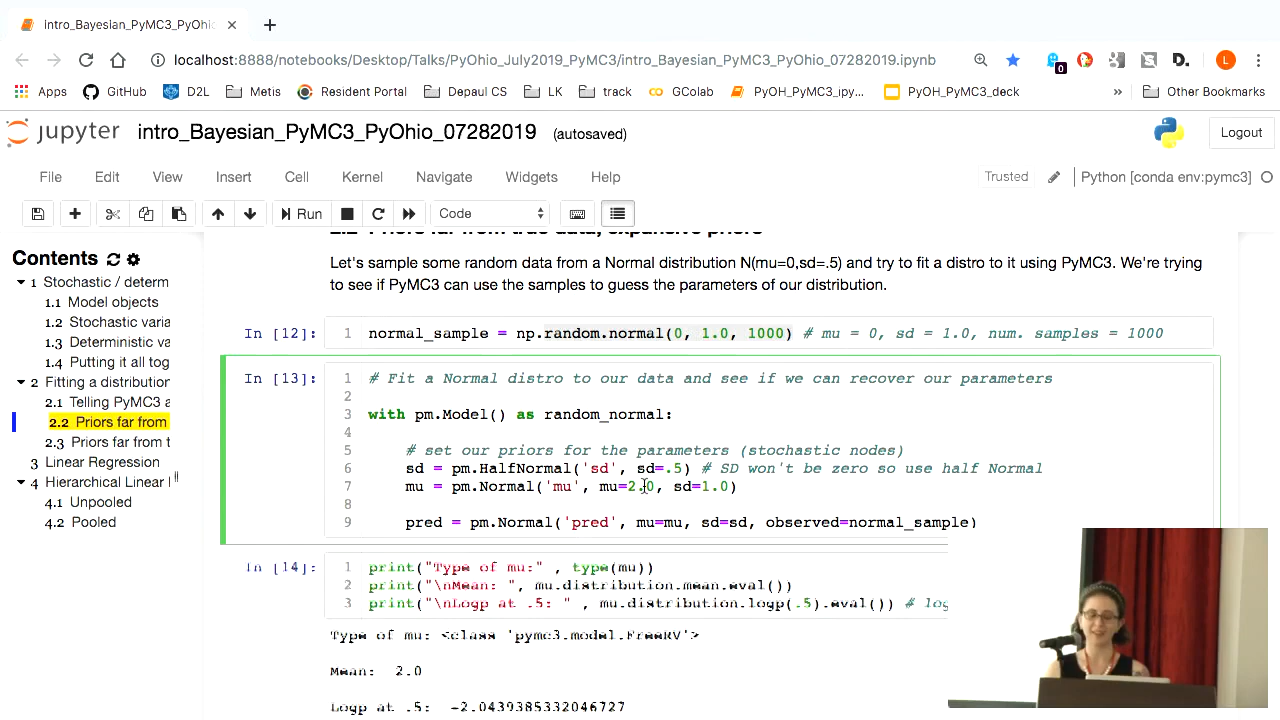 intro_Bayesian_PyMC3_PyOhio
localhost:8888/notebooks/Desktop/Talks/PyOhio_July2019_PyMC3/intro_Bayesian_PyMC3_PyOhio_07282019.ipynb
0 D. L
Apps GitHub D2L Metis Resident Portal Depaul CS LK track GColab PyOH_PyMC3_ipy... PyOH_PyMC3_deck » Other Bookmarks
jupyter intro_Bayesian_PyMC3_PyOhio_07282019 (autosaved) Logout
File Edit View Insert Cell Kernel Navigate Widgets Help Trusted Python [conda env:pymc3]
Run Code
2.2 Priors far from true data, expansive priors
Contents
1 Stochastic / determ
1.1 Model objects
1.2 Stochastic varia
1.3 Deterministic va
1.4 Putting it all tog
2 Fitting a distribution
2.1 Telling PyMC3 a
2.2 Priors far from
2.3 Priors far from t
3 Linear Regression
4 Hierarchical Linear
4.1 Unpooled
4.2 Pooled
Let's sample some random data from a Normal distribution N(mu=0,sd=.5) and try to fit a distro to it using PyMC3. We're trying
to see if PyMC3 can use the samples to guess the parameters of our distribution.
In [12]: 1 normal_sample = np.random.normal(0, 1.0, 1000) # mu = 0, sd = 1.0, num. samples = 1000
In [13]: 1 # Fit a Normal distro to our data and see if we can recover our parameters
2
3 with pm.Model() as random_normal:
4
5 # set our priors for the parameters (stochastic nodes)
6 sd = pm.HalfNormal('sd', sd=.5) # SD won't be zero so use half Normal
7 mu = pm.Normal('mu', mu=2.0, sd=1.0)
8
9 pred = pm.Normal('pred', mu=mu, sd=sd, observed=normal_sample)
In [14]: 1 print("Type of mu:" , type(mu))
2 print("\nMean: ", mu.distribution.mean.eval())
3 print("\nLogp at .5: " , mu.distribution.logp(.5).eval()) # log
Type of mu: <class 'pymc3.model.FreeRV'>
Mean: 2.0
Logp at .5: -2.0439385332046727